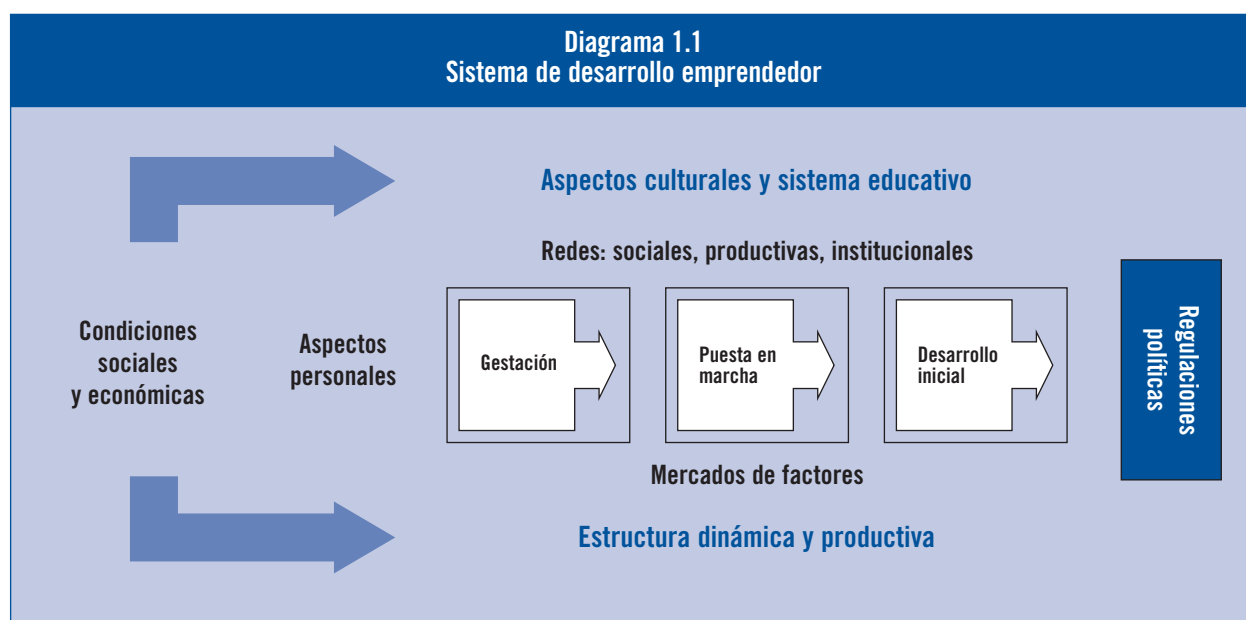 Diagrama 1.1
Sistema de desarrollo emprendedor
Aspectos culturales y sistema educativo
Redes: sociales, productivas, institucionales
Condiciones
sociales
y económicas
Aspectos
personales
Gestación
Puesta en
marcha
Desarrollo
inicial
Regulaciones
políticas
Mercados de factores
Estructura dinámica y productiva